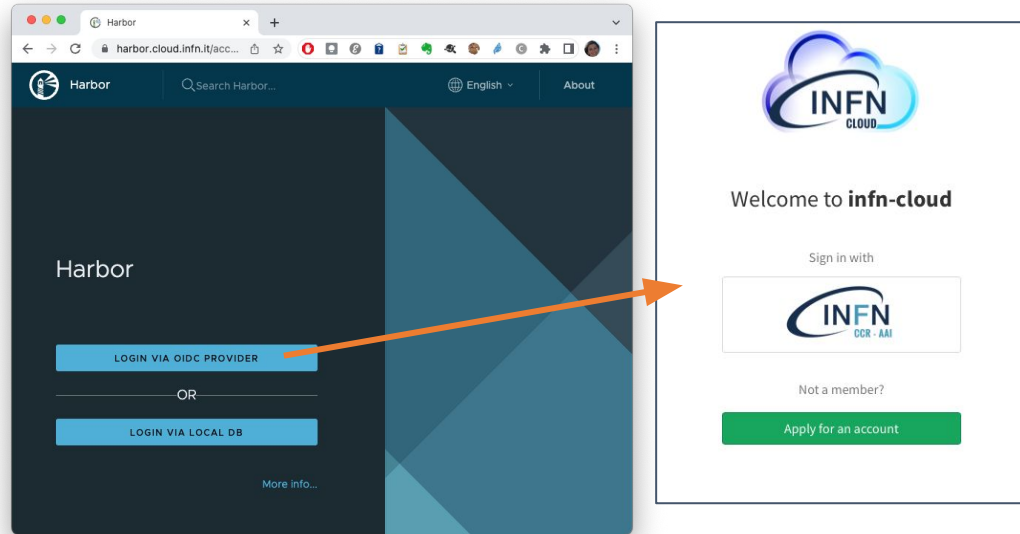 Harbor
harbor.cloud.infn.it/acc...
Harbor
Search Harbor...
English
About
Harbor
LOGIN VIA OIDC PROVIDER
OR
LOGIN VIA LOCAL DB
More info...
INFN
CLOUD
Welcome to infn-cloud
Sign in with
INFN
CCR - AAI
Not a member?
Apply for an account